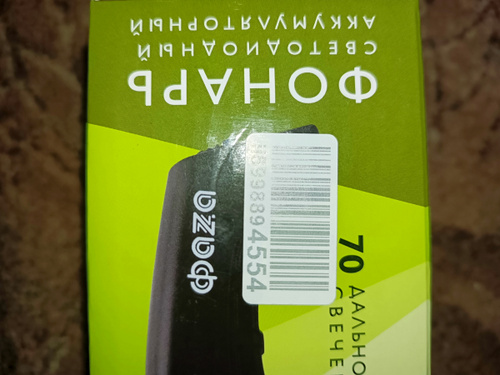 ФОНАРЬ
СВЕТОДИОДНЫЙ
АККУМУЛЯТОРНЫЙ
фаzа
4554
70